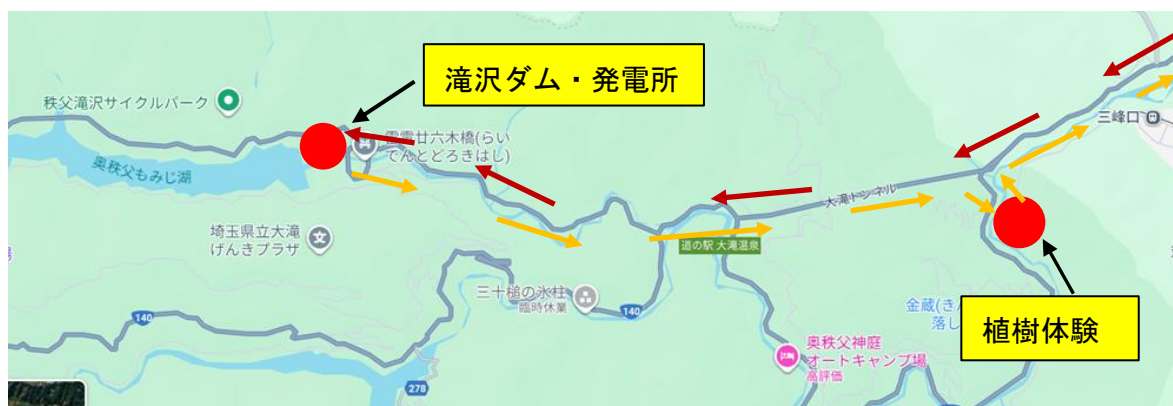 滝沢ダム・発電所
秩父滝沢サイクルパーク
三峰口
雷電廿六木橋(らい
でんとどろきはし)
奥秩父もみじ湖
大滝トンネル
埼玉県立大滝
げんきプラザ
道の駅 大滝温泉
三十槌の氷柱
臨時休業
140
140
金蔵(きん
落し
植樹体験
奥秩父神庭
オートキャンプ場
高評価
278